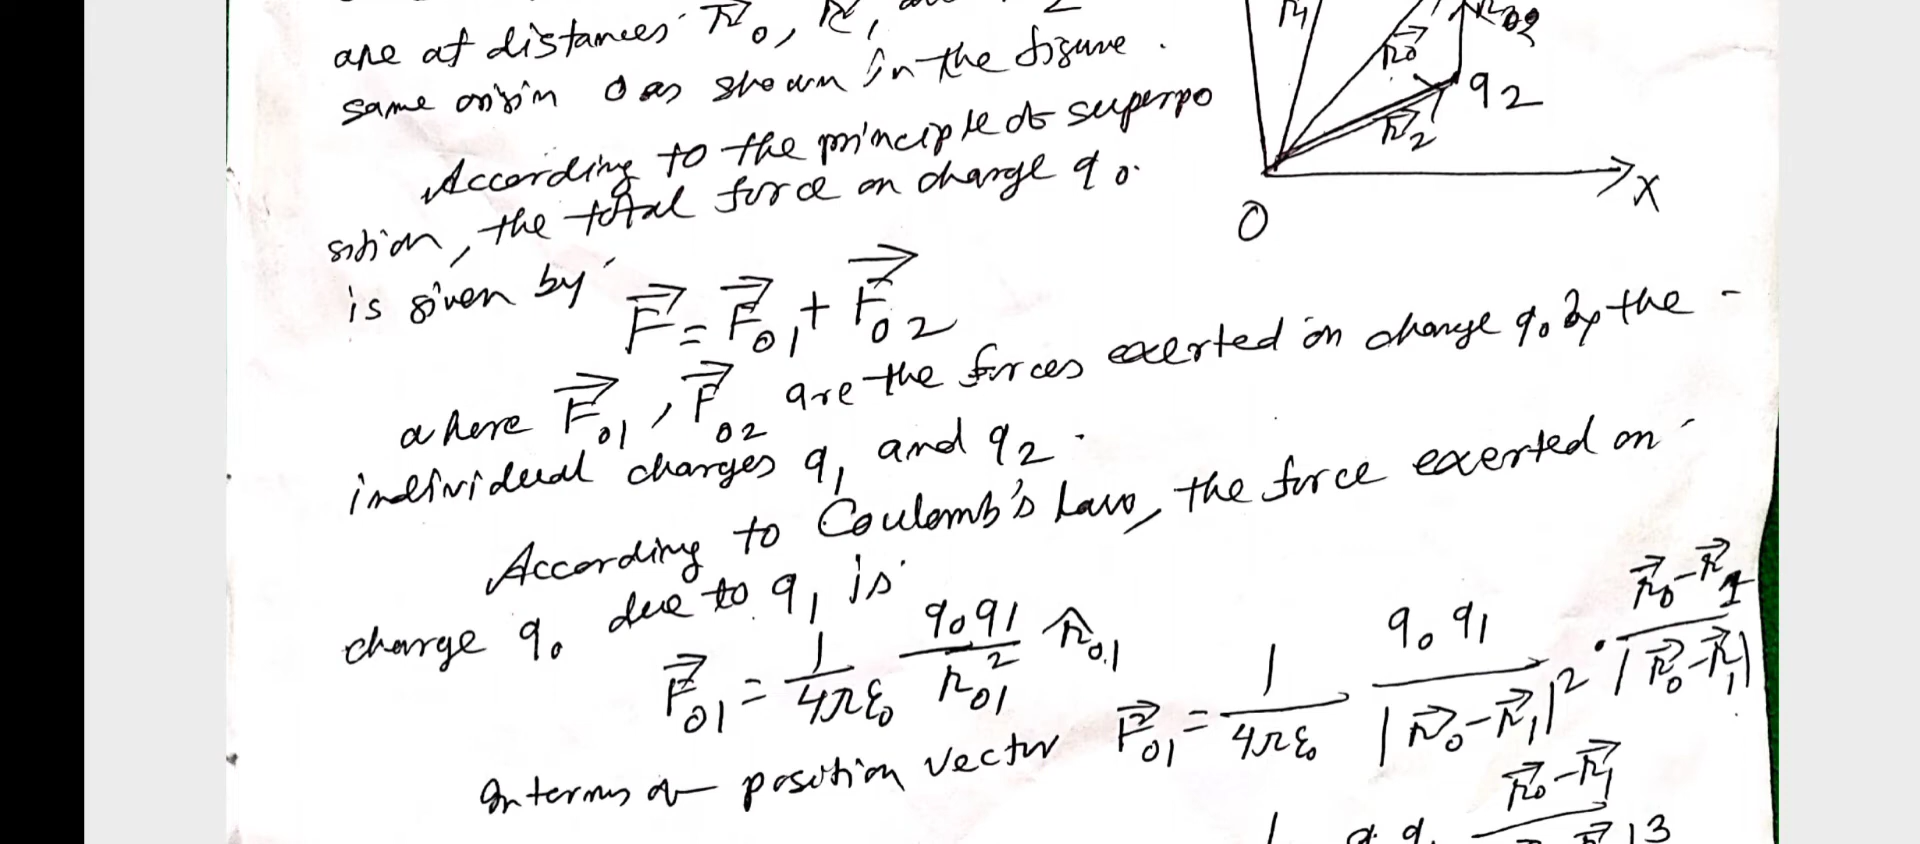 are at distances r⃗₀, r⃗₁,
same origin O as shown in the figure.
According to the principle of superpo
sition, the total force on charge q₀
is given by
F⃗ = F⃗₀₁ + F⃗₀₂
where F⃗₀₁, F⃗₀₂ are the forces exerted on charge q₀ by the
individual charges q₁ and q₂.
According to Coulomb's Law, the force exerted on
charge q₀ due to q₁ is
F⃗₀₁ = 1/4πε₀ q₀q₁/r₀₁² r̂₀₁
In terms of position vector F⃗₀₁ = 1/4πε₀ q₀q₁/|r⃗₀-r⃗₁|² · r⃗₀-r⃗₁/|r⃗₀-r⃗₁|
r⃗₀-r⃗₁
r₁
r⃗₀
r₀₂
q₂
r⃗₂
O
X